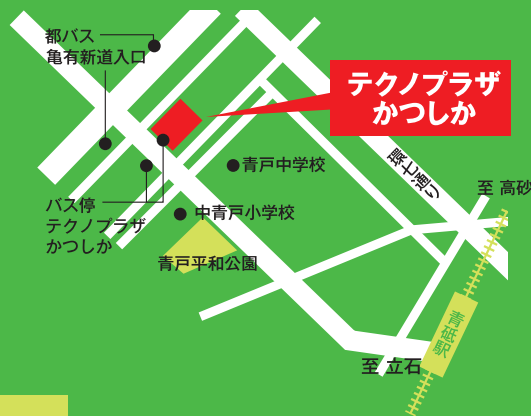 都バス
亀有新道入口
テクノプラザ
かつしか
環七通り
青戸中学校
至 高砂
バス停
テクノプラザ
かつしか
中青戸小学校
青戸平和公園
青砥駅
至 立石